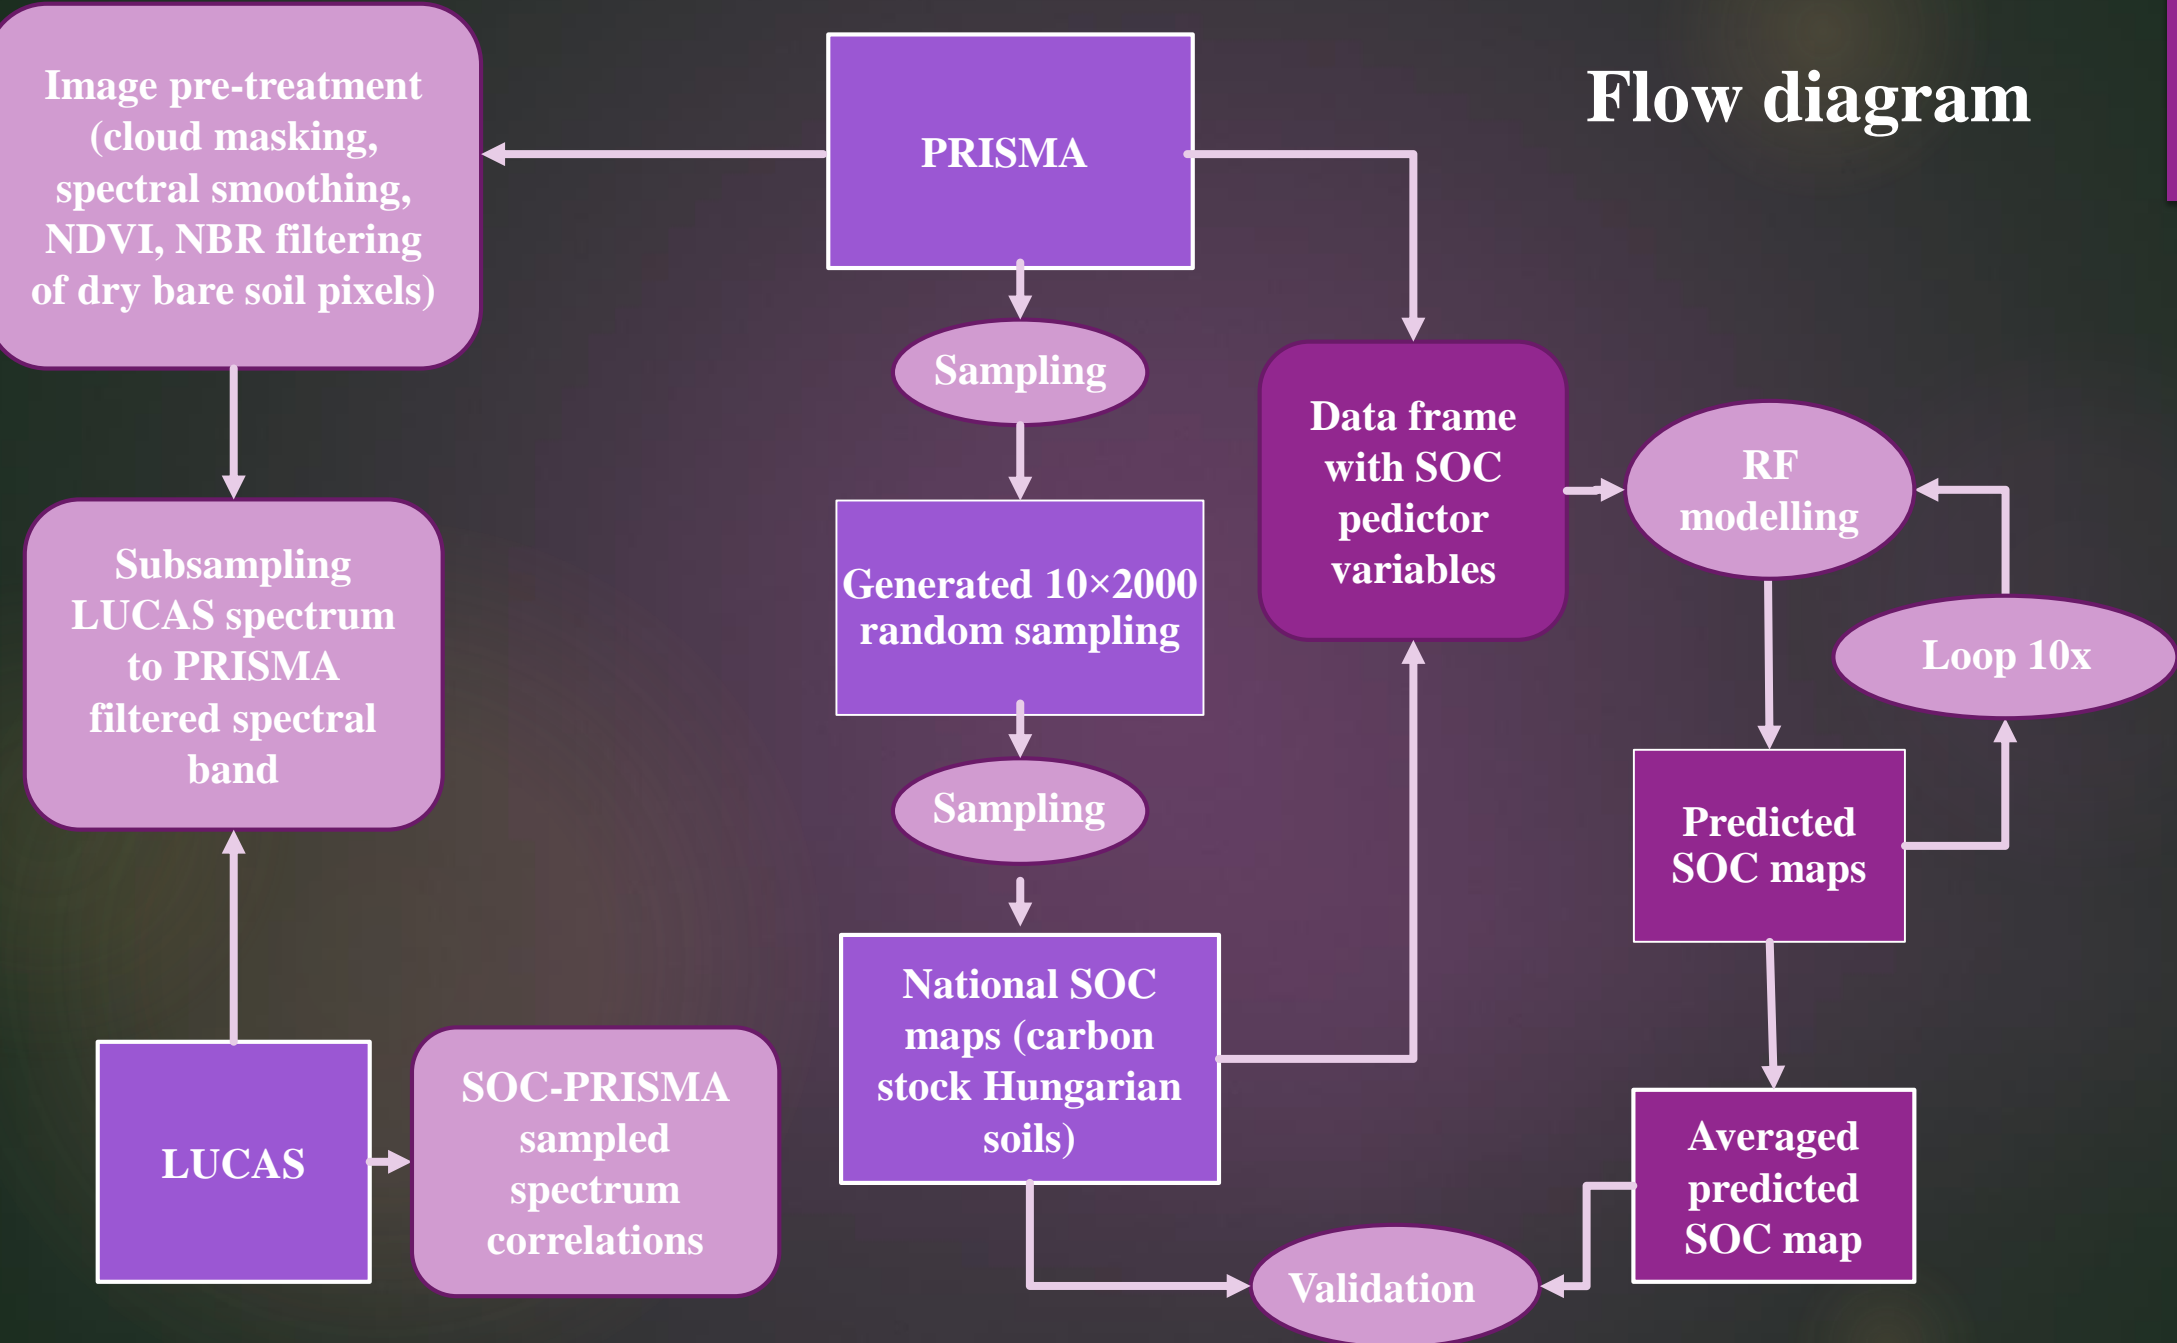 Flow diagram
Image pre-treatment
(cloud masking,
spectral smoothing,
NDVI, NBR filtering
of dry bare soil pixels)
PRISMA
Sampling
Data frame
with SOC
pedictor
variables
RF
modelling
Subsampling
LUCAS spectrum
to PRISMA
filtered spectral
band
Generated 10×2000
random sampling
Loop 10x
Sampling
Predicted
SOC maps
National SOC
maps (carbon
stock Hungarian
soils)
LUCAS
SOC-PRISMA
sampled
spectrum
correlations
Averaged
predicted
SOC map
Validation